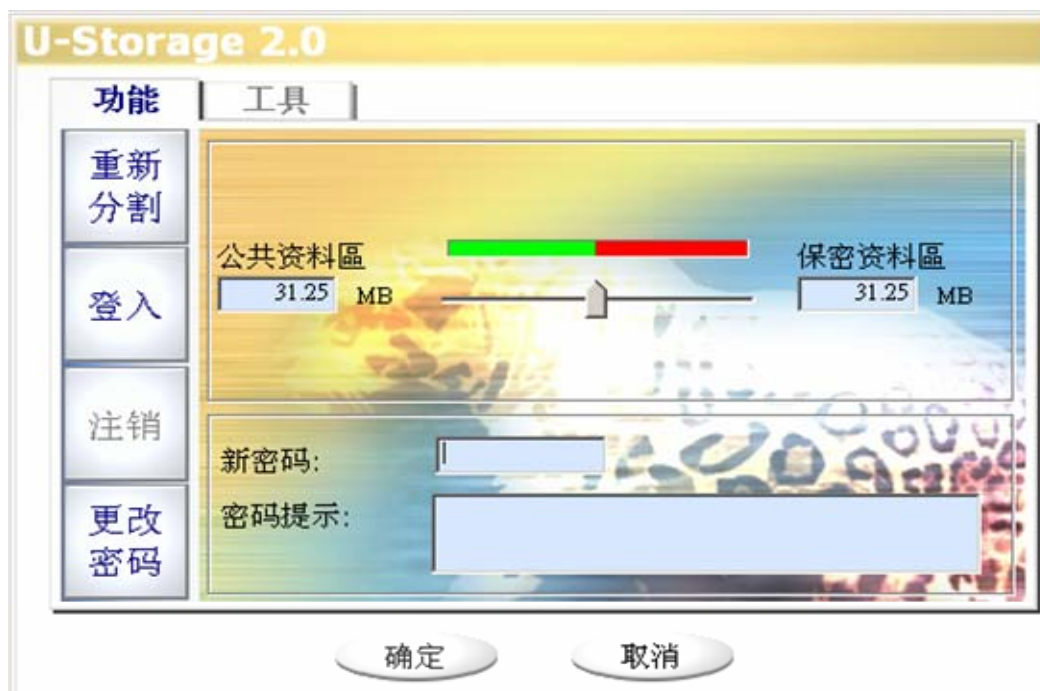 U-Storage 2.0
功能
工具
重新
分割
登入
注销
更改
密码
公共资料區
保密资料區
31.25 MB
31.25 MB
新密码:
密码提示:
确定
取消